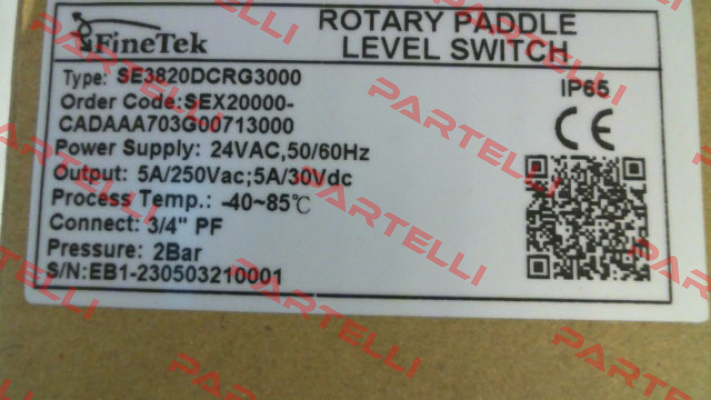 FineTek
ROTARY PADDLE
LEVEL SWITCH
Type: SE3820DCRG3000
Order Code:SEX20000-
CADAAA703G00713000
Power Supply: 24VAC,50/60Hz
Output: 5A/250Vac;5A/30Vdc
Process Temp.: -40~85℃
Connect: 3/4" PF
Pressure: 2Bar
S/N:EB1-230503210001
IP65
CE
PARTELLI
PARTELLI
PARTELLI
PARTELLI
PARTELLI
PARTELLI